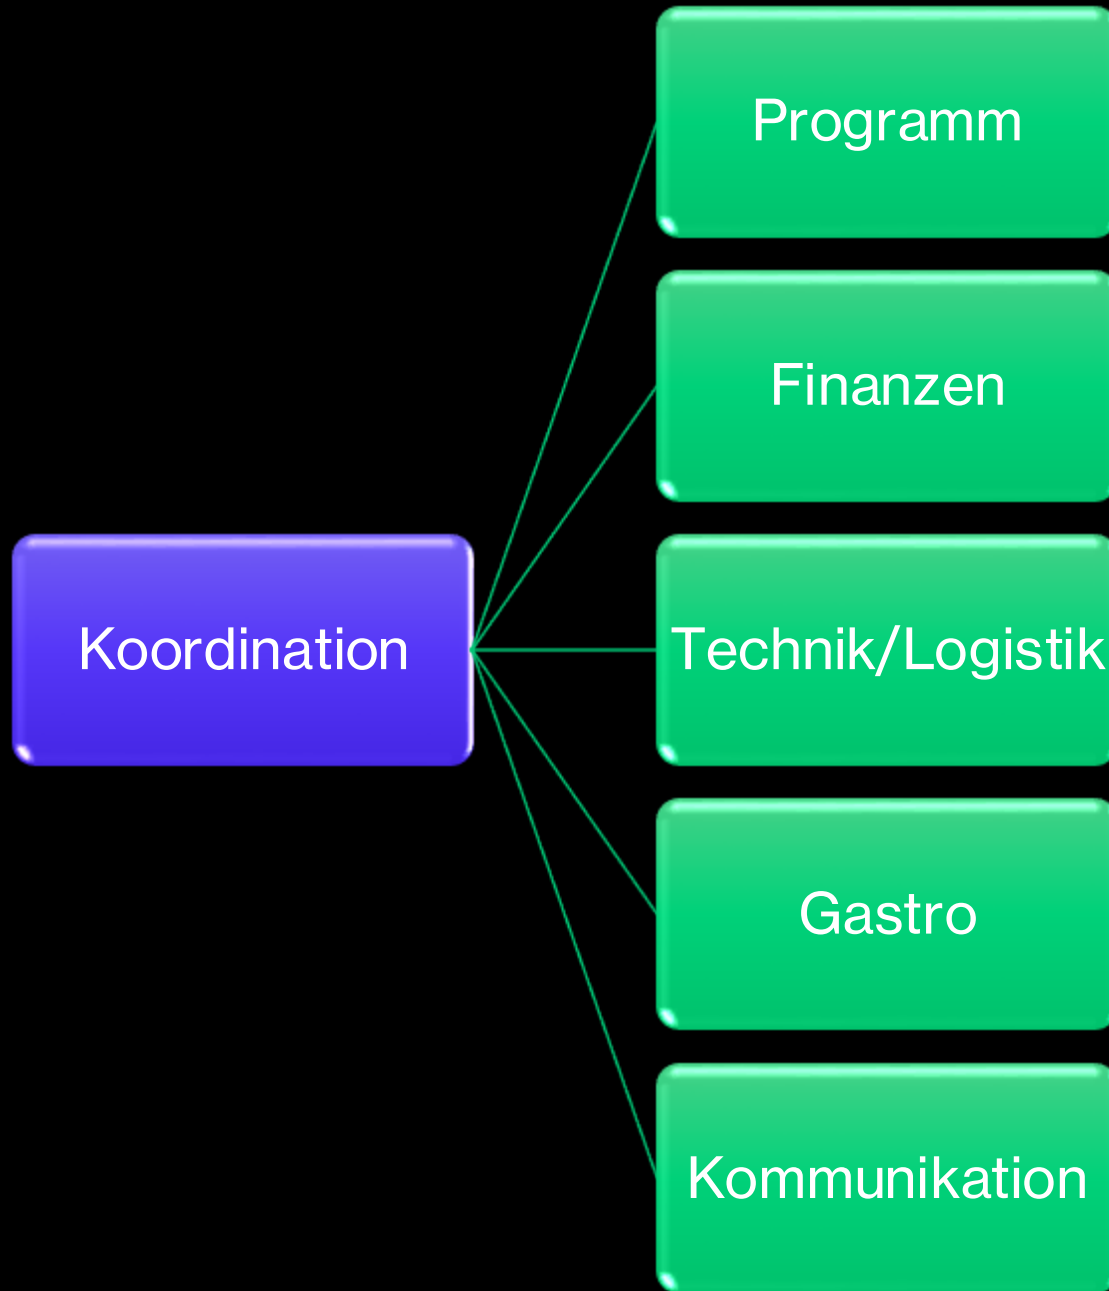 Programm
Finanzen
Koordination
Technik/Logistik
Gastro
Kommunikation